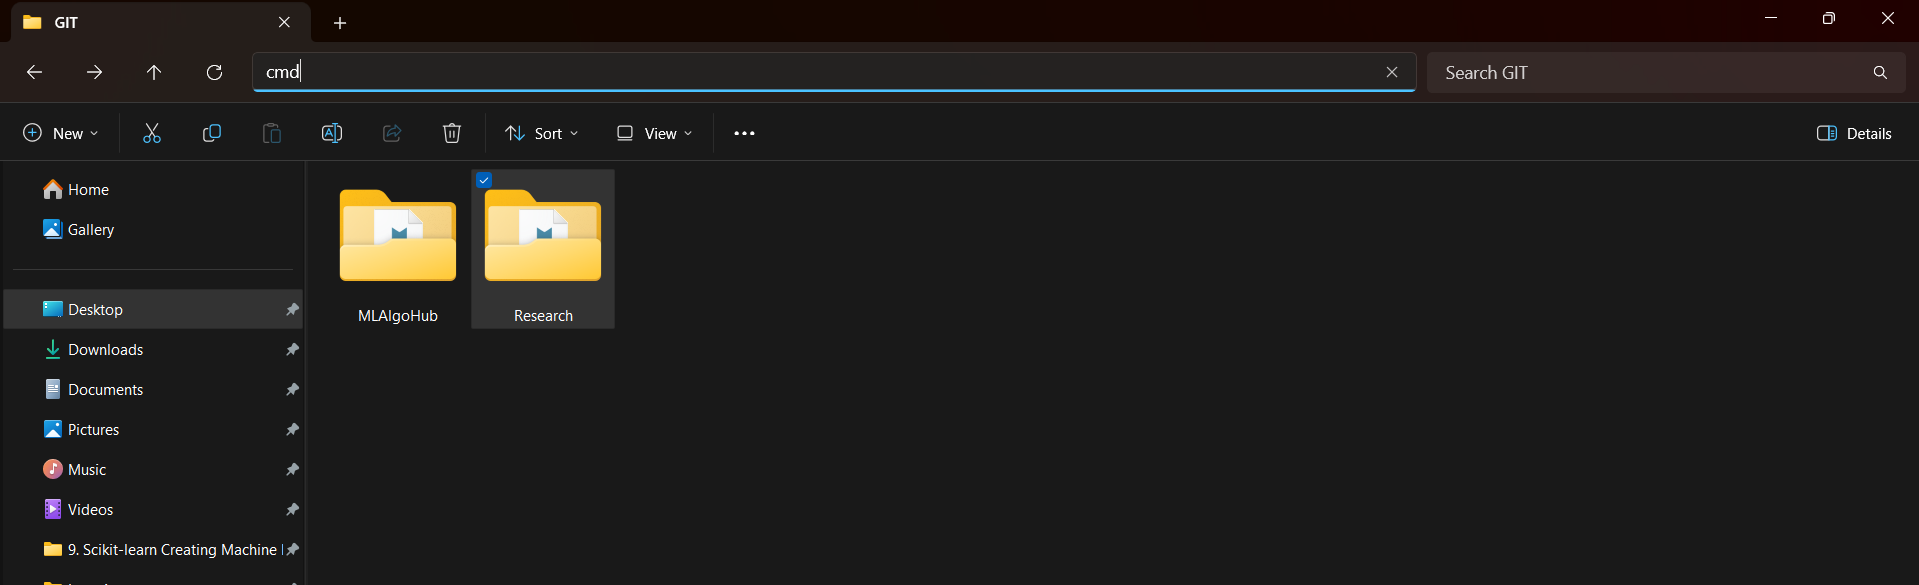 GIT
cmd
Search GIT
New
Sort
View
Details
Home
Gallery
Desktop
Downloads
Documents
Pictures
Music
Videos
9. Scikit-learn Creating Machine
MLAlgoHub
Research